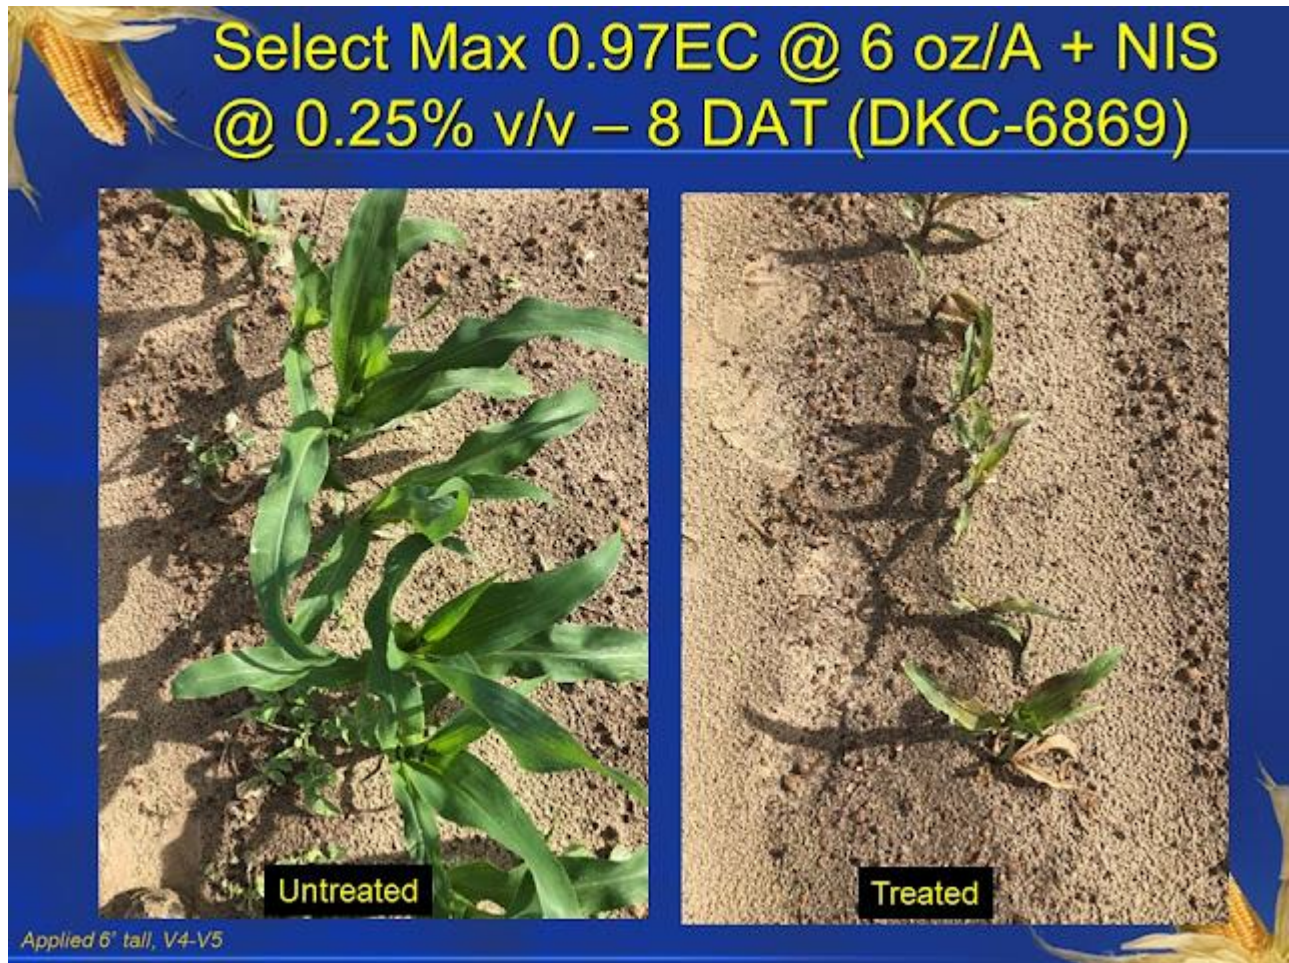 Select Max 0.97EC @ 6 oz/A + NIS
@ 0.25% v/v – 8 DAT (DKC-6869)
Untreated
Treated
Applied 6" tall, V4-V5